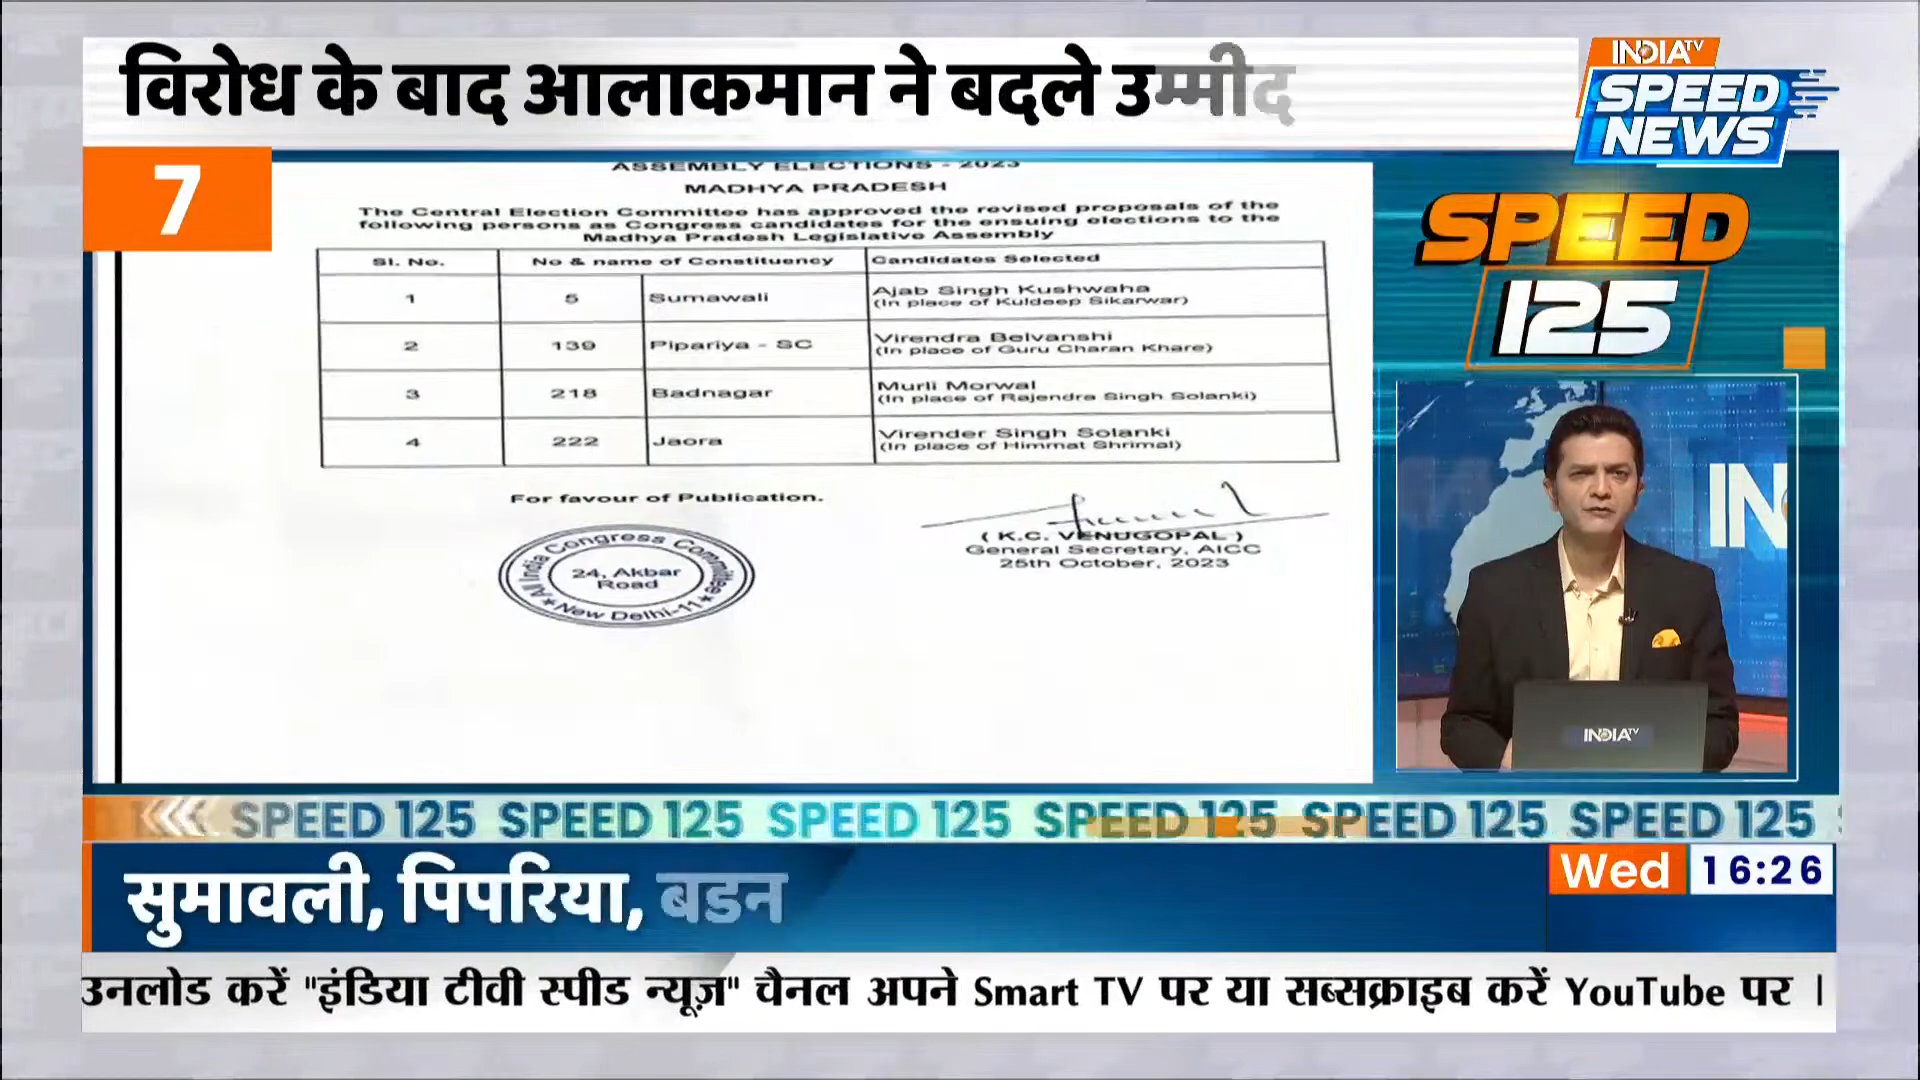 विरोध के बाद आलाकमान ने बदले उम्मीद
INDIA TV
SPEED
NEWS
7
ASSEMBLY ELECTIONS - 2023
MADHYA PRADESH
The Central Election Committee has approved the revised proposals of the
following persons as Congress candidates for the ensuing elections to the
Madhya Pradesh Legislative Assembly
Sl. No. No & name of Constituency Candidates Selected
1 5 Sumawali Ajab Singh Kushwaha
(In place of Kuldeep Sikarwar)
2 139 Pipariya - SC Virendra Belvanshi
(In place of Guru Charan Khare)
3 218 Badnagar Murli Morwal
(In place of Rajendra Singh Solanki)
4 222 Jaora Virender Singh Solanki
(In place of Himmat Shrimal)
For favour of Publication.
( K.C. VENUGOPAL )
General Secretary, AICC
25th October, 2023
All India Congress Committee
24, Akbar
Road
New Delhi-11
SPEED
125
IN
INDIA TV
SPEED 125 SPEED 125 SPEED 125 SPEED 125 SPEED 125 SPEED 125
सुमावली, पिपरिया, बडन
Wed 16:26
उनलोड करें "इंडिया टीवी स्पीड न्यूज़" चैनल अपने Smart TV पर या सब्सक्राइब करें YouTube पर |